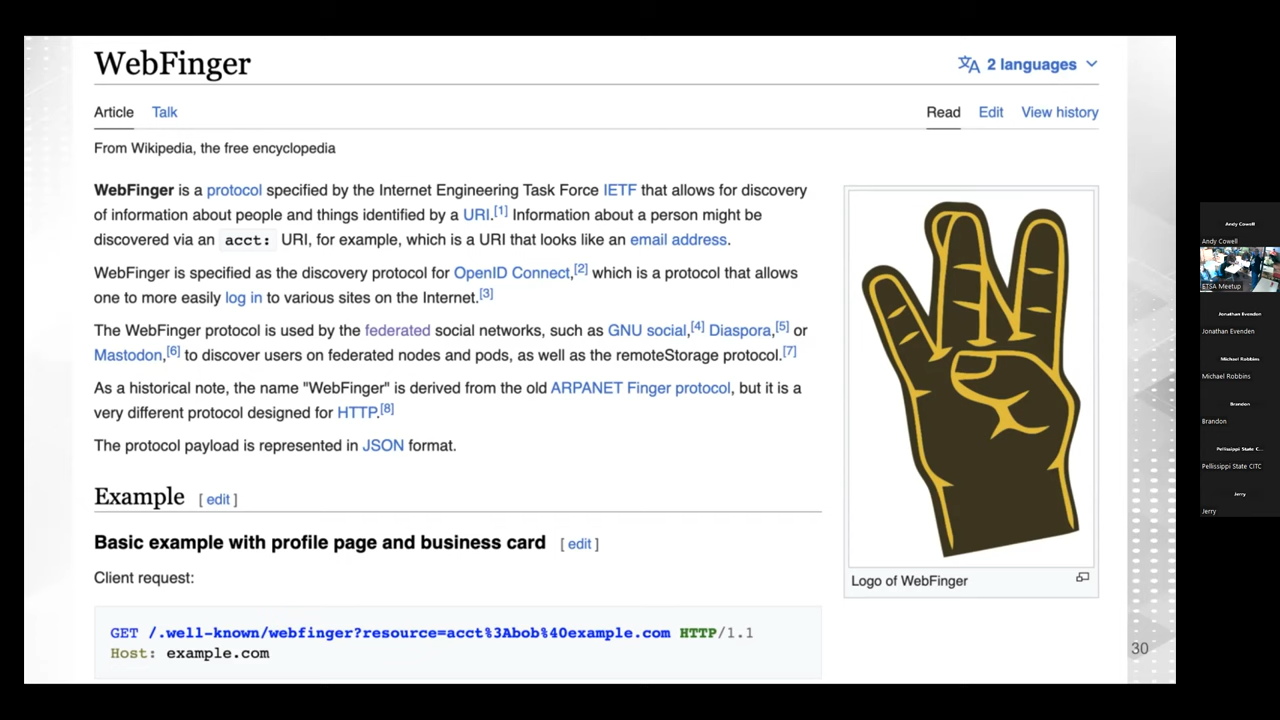 WebFinger
2 languages
Article Talk
Read Edit View history
From Wikipedia, the free encyclopedia
WebFinger is a protocol specified by the Internet Engineering Task Force IETF that allows for discovery
of information about people and things identified by a URI.[1] Information about a person might be
discovered via an acct: URI, for example, which is a URI that looks like an email address.
WebFinger is specified as the discovery protocol for OpenID Connect,[2] which is a protocol that allows
one to more easily log in to various sites on the Internet.[3]
The WebFinger protocol is used by the federated social networks, such as GNU social,[4] Diaspora,[5] or
Mastodon,[6] to discover users on federated nodes and pods, as well as the remoteStorage protocol.[7]
As a historical note, the name "WebFinger" is derived from the old ARPANET Finger protocol, but it is a
very different protocol designed for HTTP.[8]
The protocol payload is represented in JSON format.
Example [ edit ]
Basic example with profile page and business card [ edit ]
Client request:
GET /.well-known/webfinger?resource=acct%3Abob%40example.com HTTP/1.1
Host: example.com
Logo of WebFinger
30
Andy Cowell
Andy Cowell
ETSA Meetup
Jonathan Evenden
Jonathan Evenden
Michael Robbins
Michael Robbins
Brandon
Brandon
Pellissippi State C...
Pellissippi State CITC
Jerry
Jerry